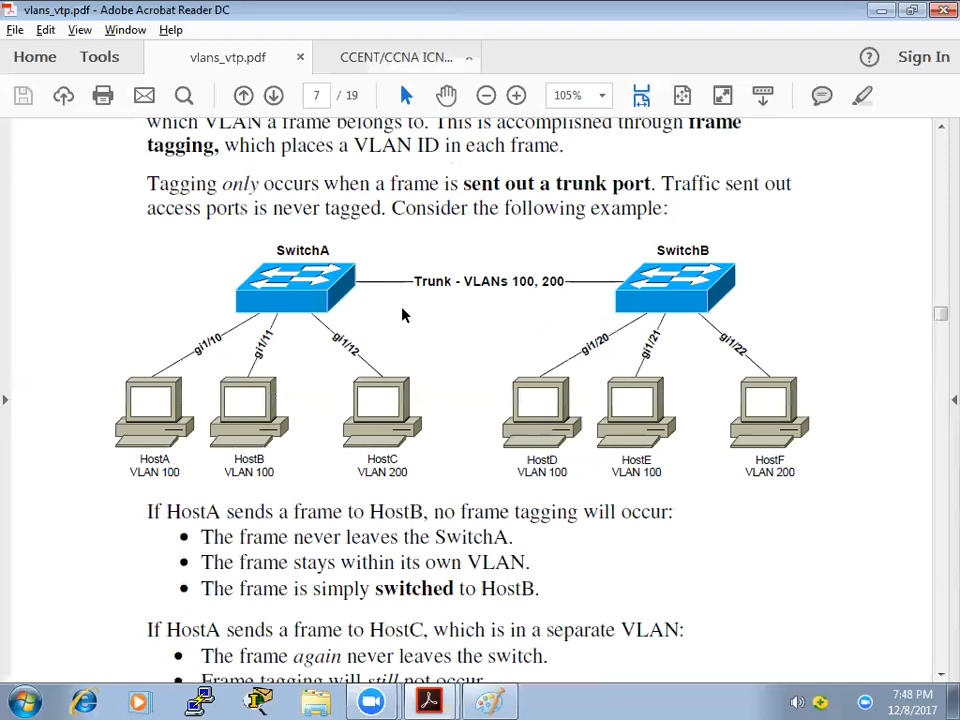 vlans_vtp.pdf - Adobe Acrobat Reader DC
File Edit View Window Help
Home Tools vlans_vtp.pdf × CCENT/CCNA ICN... Sign In
7 / 19 105%
which VLAN a frame belongs to. This is accomplished through frame
tagging, which places a VLAN ID in each frame.
Tagging only occurs when a frame is sent out a trunk port. Traffic sent out
access ports is never tagged. Consider the following example:
SwitchA SwitchB
Trunk - VLANs 100, 200
gi1/10 gi1/11 gi1/12 gi1/20 gi1/21 gi1/22
HostA HostB HostC HostD HostE HostF
VLAN 100 VLAN 100 VLAN 200 VLAN 100 VLAN 100 VLAN 200
If HostA sends a frame to HostB, no frame tagging will occur:
• The frame never leaves the SwitchA.
• The frame stays within its own VLAN.
• The frame is simply switched to HostB.
If HostA sends a frame to HostC, which is in a separate VLAN:
• The frame again never leaves the switch.
• Frame tagging will still not occur.
7:48 PM
12/8/2017